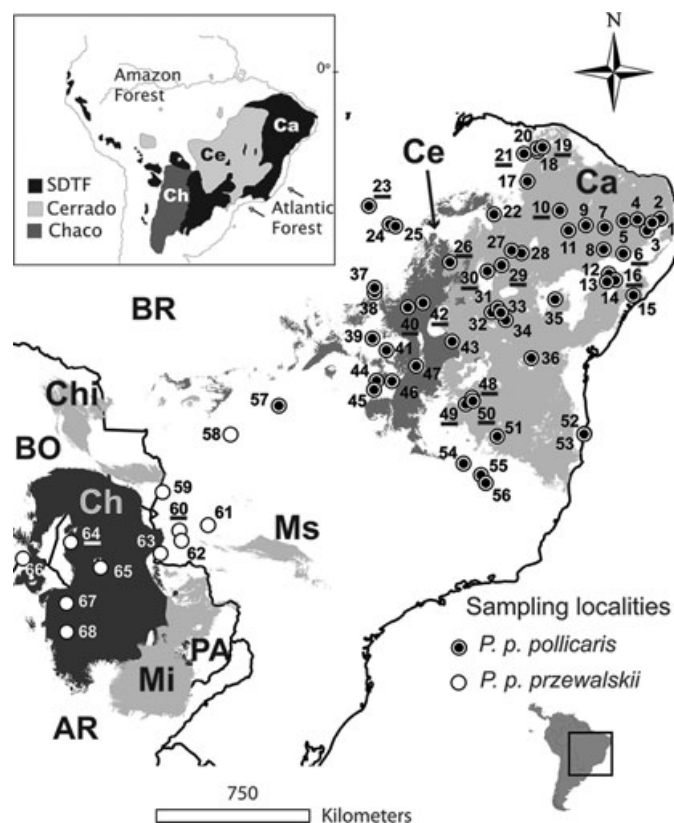 N
0°
Amazon
Forest
Ca
Ce
Ch
SDTF
Cerrado
Chaco
Atlantic
Forest
20 19
21 18
Ce
17 Ca
23
10 9 7 4 2
24 25 22 11 5 3 1
26 27 28 8 6
37 30 29 12 16
BR 38 31 33 13 14 15
40 42 32 34 35
39 41 43 36
Chi 44 47
45 46 48
57 49 50
BO 58 51 52
53
54 55
59 56
Ch 60 61
64 Ms
63 62
66 65
67
68 PA
Mi
AR
Sampling localities
P. p. pollicaris
P. p. przewalskii
750
Kilometers